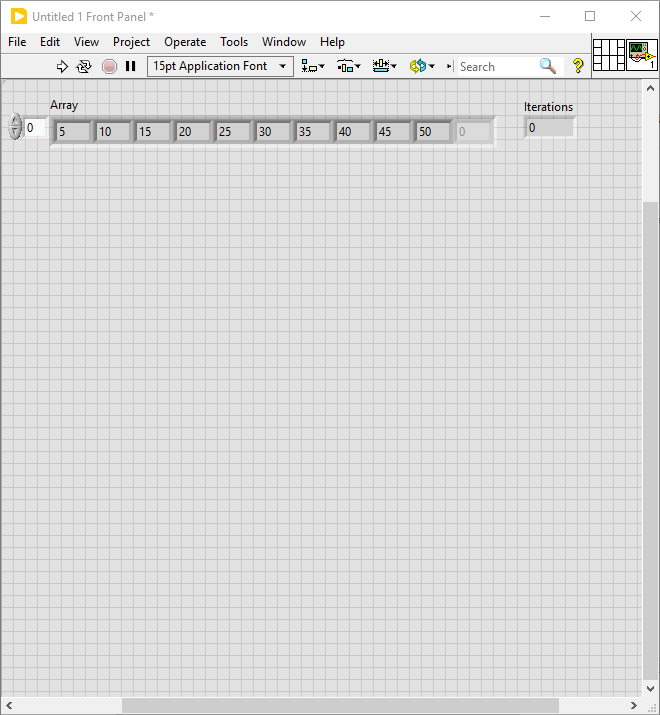 Untitled 1 Front Panel *
File Edit View Project Operate Tools Window Help
15pt Application Font Search ? 1
Array Iterations
0 5 10 15 20 25 30 35 40 45 50 0 0